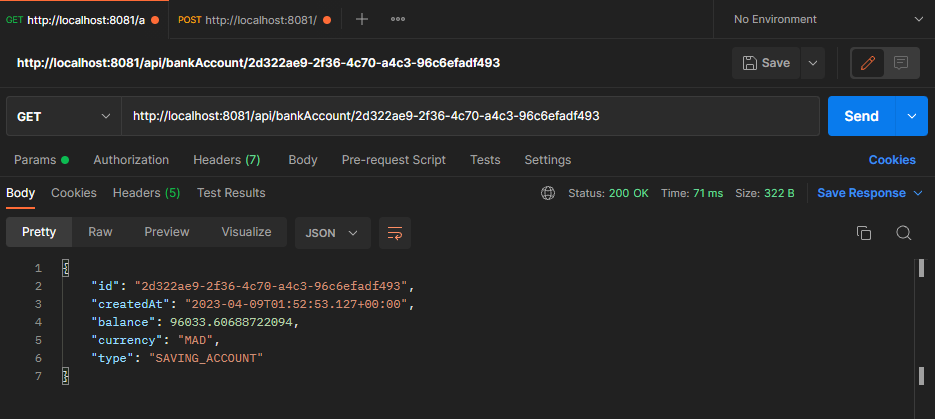 GET http://localhost:8081/a POST http://localhost:8081/ No Environment
http://localhost:8081/api/bankAccount/2d322ae9-2f36-4c70-a4c3-96c6efadf493 Save
GET http://localhost:8081/api/bankAccount/2d322ae9-2f36-4c70-a4c3-96c6efadf493 Send
Params Authorization Headers (7) Body Pre-request Script Tests Settings Cookies
Body Cookies Headers (5) Test Results Status: 200 OK Time: 71 ms Size: 322 B Save Response
Pretty Raw Preview Visualize JSON
1 {
2 "id": "2d322ae9-2f36-4c70-a4c3-96c6efadf493",
3 "createdAt": "2023-04-09T01:52:53.127+00:00",
4 "balance": 96033.60688722094,
5 "currency": "MAD",
6 "type": "SAVING_ACCOUNT"
7 }